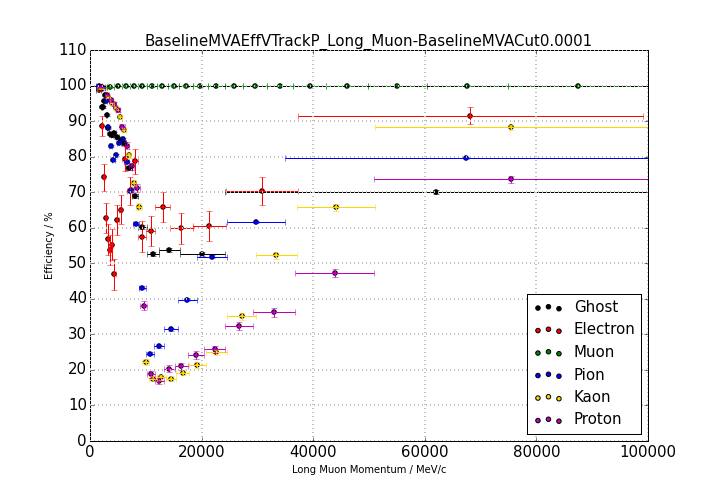 BaselineMVAEffVTrackP_Long_Muon-BaselineMVACut0.0001
110
100
90
80
70
60
50
40
30
20
10
0
Efficiency / %
Ghost
Electron
Muon
Pion
Kaon
Proton
0 20000 40000 60000 80000 100000
Long Muon Momentum / MeV/c